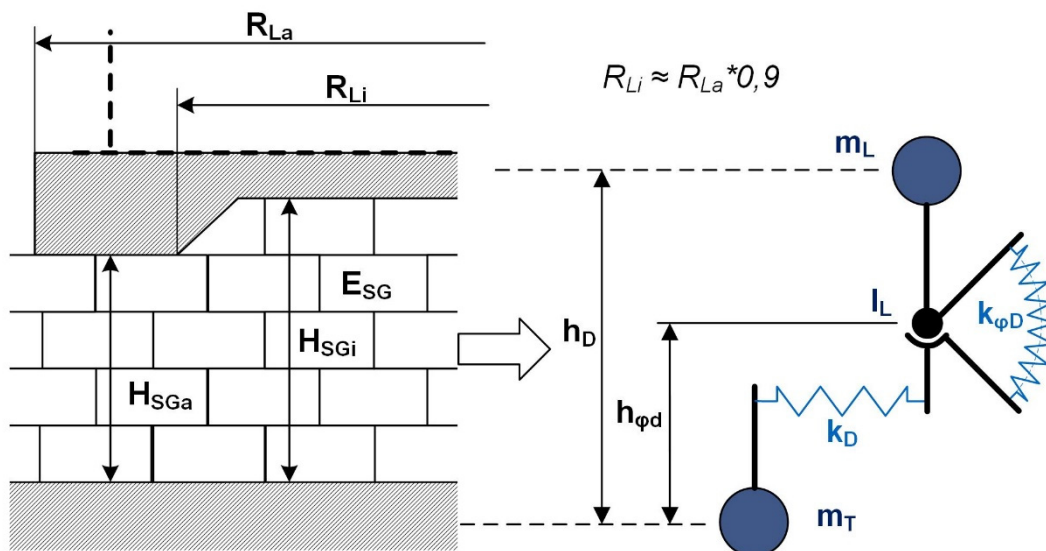 R_La
R_Li
R_Li ≈ R_La*0,9
m_L
E_SG
I_L
k_φD
h_D
H_SGi
H_SGa
h_φd
k_D
m_T